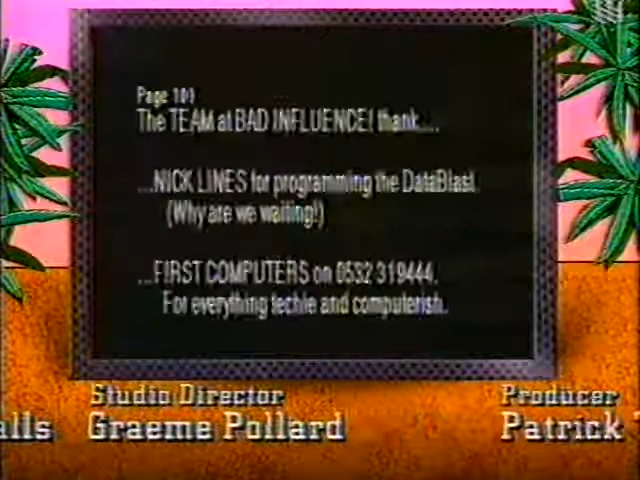 Page 101
The TEAM at BAD INFLUENCE! thank....
...NICK LINES for programming the DataBlast.
(Why are we waiting!)
...FIRST COMPUTERS on 0532 319444.
For everything techie and computerish.
Studio Director
Producer
alls
Graeme Pollard
Patrick